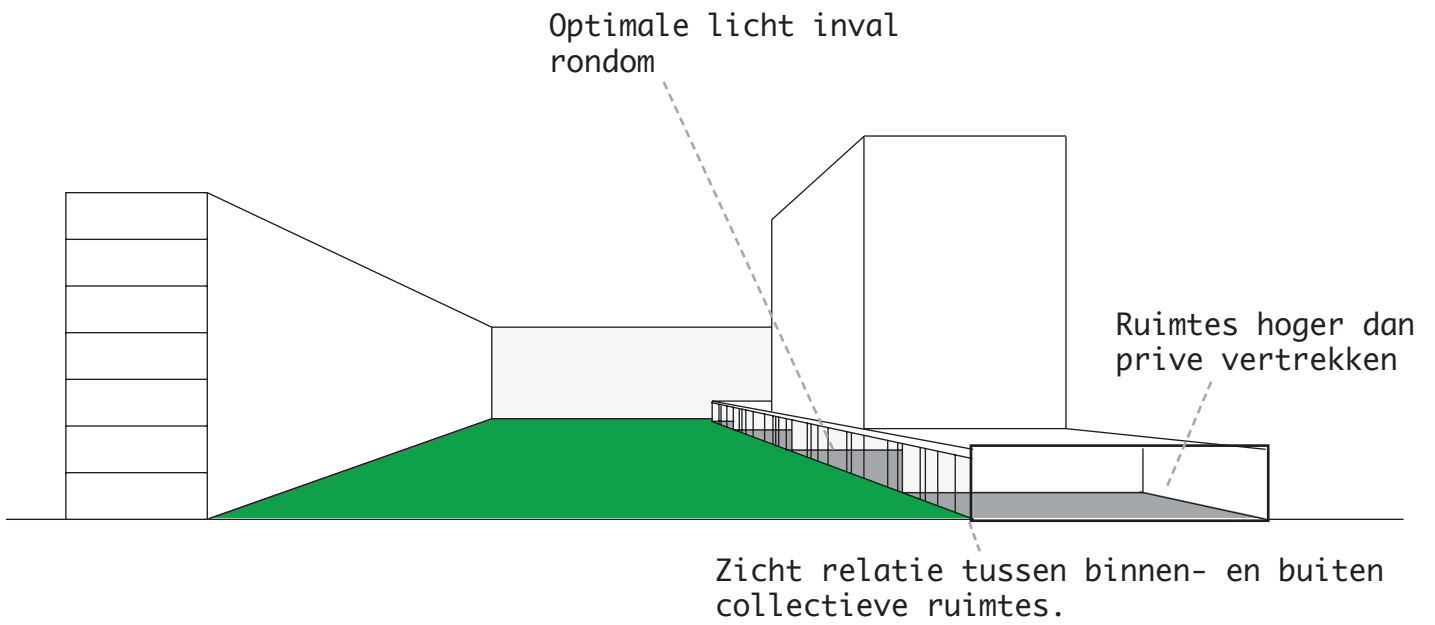 Optimale licht inval
rondom
Ruimtes hoger dan
prive vertrekken
Zicht relatie tussen binnen- en buiten
collectieve ruimtes.